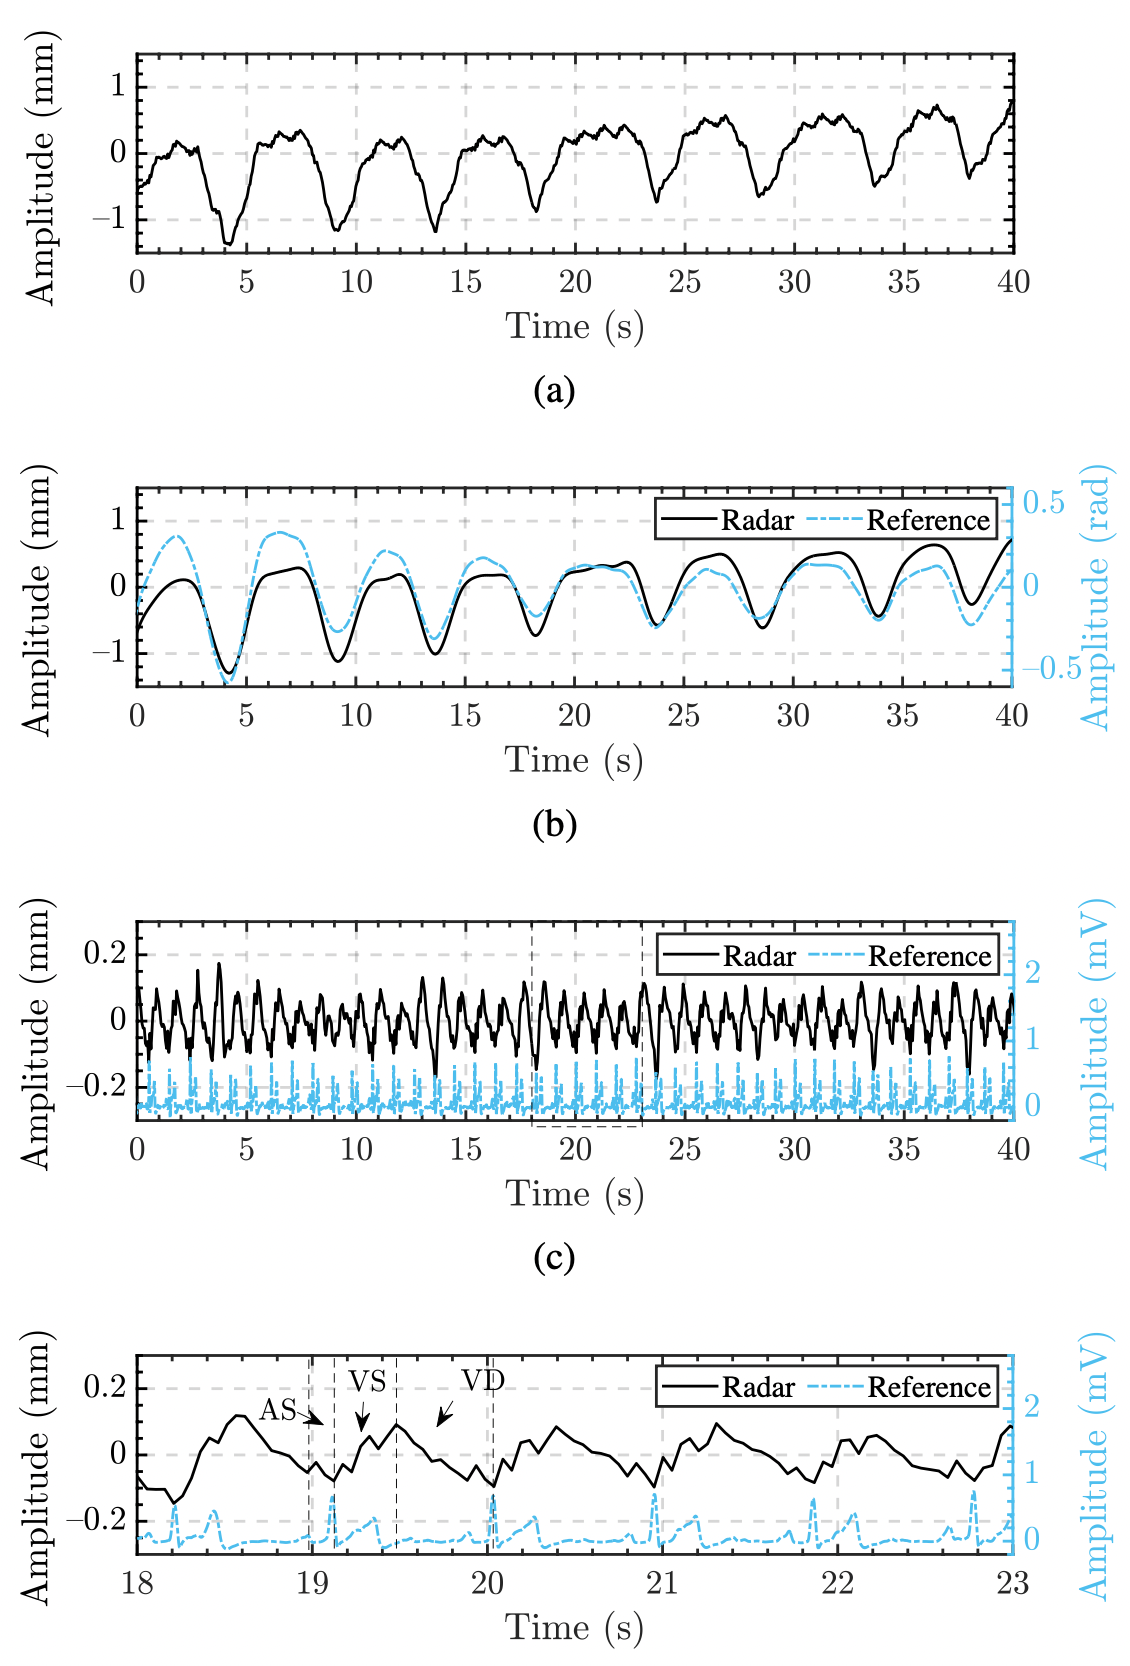 Amplitude (mm)
1
0
−1
0 5 10 15 20 25 30 35 40
Time (s)
(a)
Amplitude (mm)
Amplitude (rad)
1
0
−1
0.5
0
−0.5
Radar Reference
0 5 10 15 20 25 30 35 40
Time (s)
(b)
Amplitude (mm)
Amplitude (mV)
0.2
0
−0.2
2
1
0
Radar Reference
0 5 10 15 20 25 30 35 40
Time (s)
(c)
Amplitude (mm)
Amplitude (mV)
0.2
0
−0.2
2
1
0
AS VS VD
Radar Reference
18 19 20 21 22 23
Time (s)